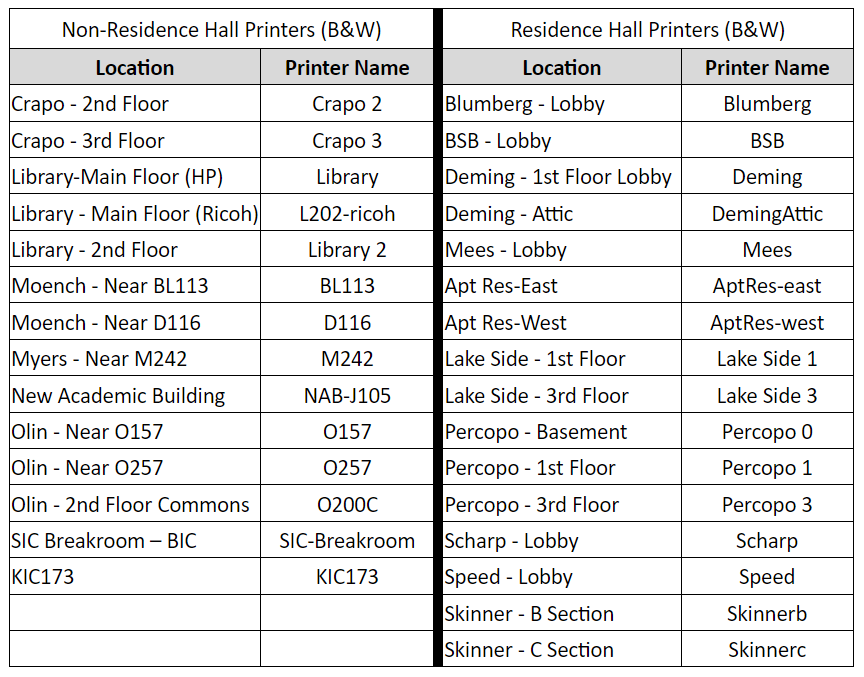 Non-Residence Hall Printers (B&W) Residence Hall Printers (B&W)
Location Printer Name Location Printer Name
Crapo - 2nd Floor Crapo 2 Blumberg - Lobby Blumberg
Crapo - 3rd Floor Crapo 3 BSB - Lobby BSB
Library-Main Floor (HP) Library Deming - 1st Floor Lobby Deming
Library - Main Floor (Ricoh) L202-ricoh Deming - Attic DemingAttic
Library - 2nd Floor Library 2 Mees - Lobby Mees
Moench - Near BL113 BL113 Apt Res-East AptRes-east
Moench - Near D116 D116 Apt Res-West AptRes-west
Myers - Near M242 M242 Lake Side - 1st Floor Lake Side 1
New Academic Building NAB-J105 Lake Side - 3rd Floor Lake Side 3
Olin - Near O157 O157 Percopo - Basement Percopo 0
Olin - Near O257 O257 Percopo - 1st Floor Percopo 1
Olin - 2nd Floor Commons O200C Percopo - 3rd Floor Percopo 3
SIC Breakroom – BIC SIC-Breakroom Scharp - Lobby Scharp
KIC173 KIC173 Speed - Lobby Speed
Skinner - B Section Skinnerb
Skinner - C Section Skinnerc